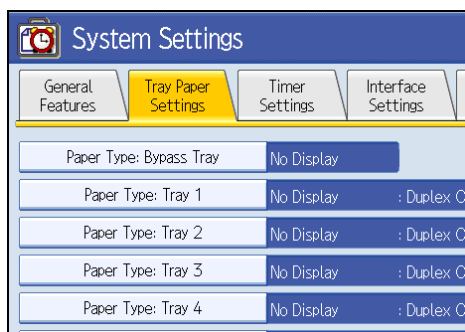 System Settings
General Features
Tray Paper Settings
Timer Settings
Interface Settings
Paper Type: Bypass Tray No Display
Paper Type: Tray 1 No Display : Duplex
Paper Type: Tray 2 No Display : Duplex
Paper Type: Tray 3 No Display : Duplex
Paper Type: Tray 4 No Display : Duplex